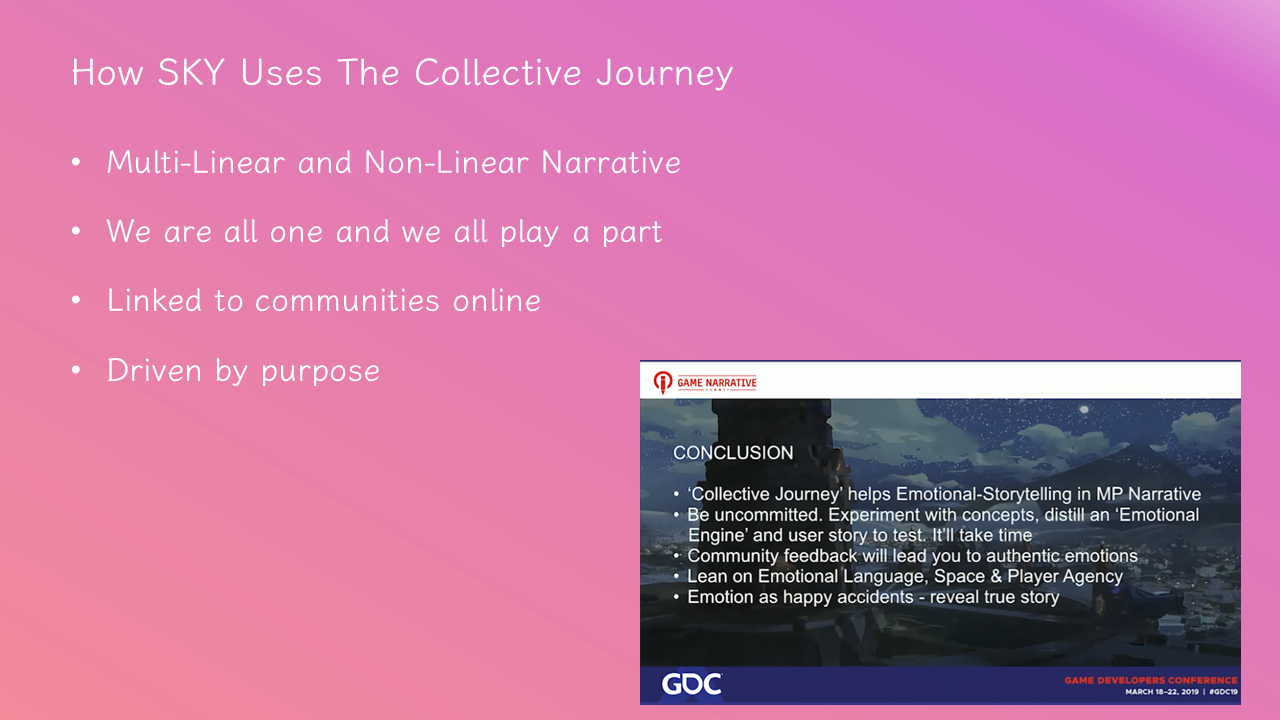 How SKY Uses The Collective Journey
• Multi-Linear and Non-Linear Narrative
• We are all one and we all play a part
• Linked to communities online
• Driven by purpose
GAME NARRATIVE
SUMMIT
CONCLUSION
• ‘Collective Journey’ helps Emotional-Storytelling in MP Narrative
• Be uncommitted. Experiment with concepts, distill an ‘Emotional
Engine’ and user story to test. It’ll take time
• Community feedback will lead you to authentic emotions
• Lean on Emotional Language, Space & Player Agency
• Emotion as happy accidents - reveal true story
GDC
GAME DEVELOPERS CONFERENCE
MARCH 18–22, 2019 | #GDC19